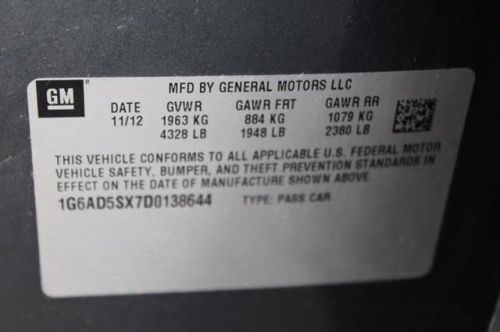 GM
MFD BY GENERAL MOTORS LLC
DATE GVWR GAWR FRT GAWR RR
11/12 1963 KG 884 KG 1079 KG
4328 LB 1948 LB 2380 LB
THIS VEHICLE CONFORMS TO ALL APPLICABLE U.S. FEDERAL MOTOR
VEHICLE SAFETY, BUMPER, AND THEFT PREVENTION STANDARDS IN
EFFECT ON THE DATE OF MANUFACTURE SHOWN ABOVE.
1G6AD5SX7D0138644 TYPE: PASS CAR